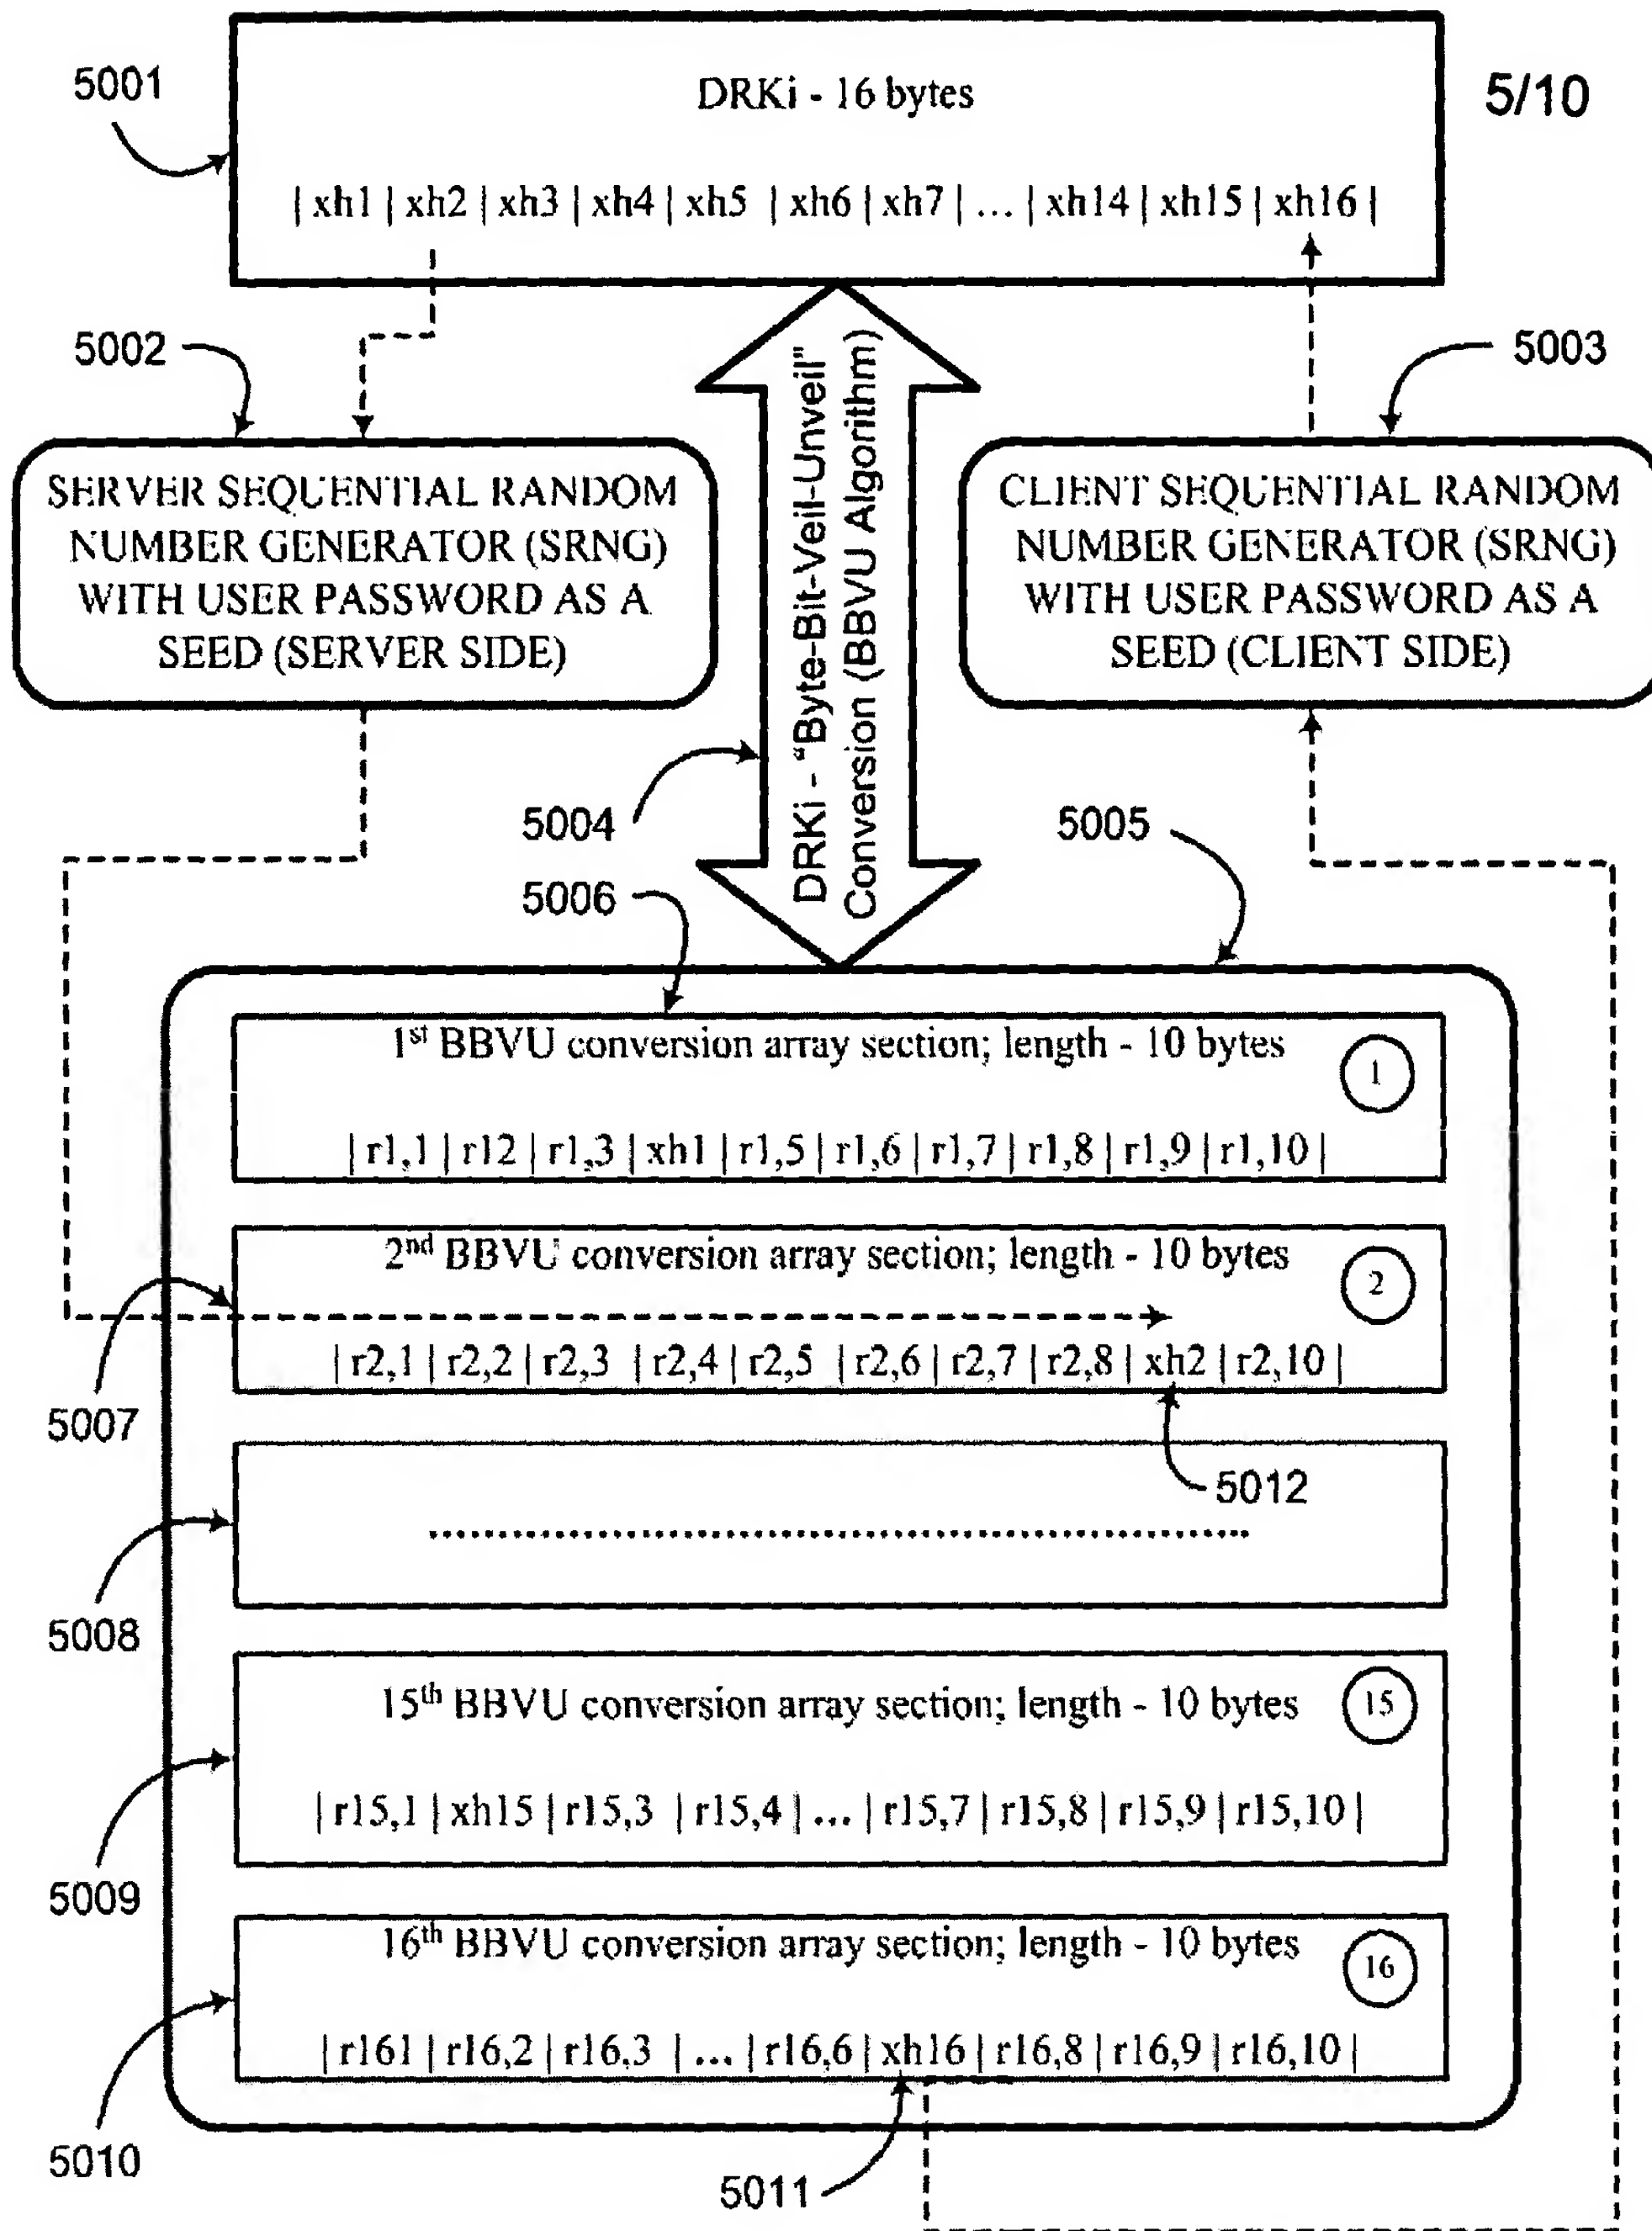 5001
DRKi - 16 bytes
5/10
| xh1 | xh2 | xh3 | xh4 | xh5 | xh6 | xh7 | ... | xh14 | xh15 | xh16 |
5002
5003
SERVER SEQUENTIAL RANDOM
NUMBER GENERATOR (SRNG)
WITH USER PASSWORD AS A
SEED (SERVER SIDE)
DRKi - "Byte-Bit-Veil-Unveil"
Conversion (BBVU Algorithm)
CLIENT SEQUENTIAL RANDOM
NUMBER GENERATOR (SRNG)
WITH USER PASSWORD AS A
SEED (CLIENT SIDE)
5004
5005
5006
1st BBVU conversion array section; length - 10 bytes
1
| r1,1 | r12 | r1,3 | xh1 | r1,5 | r1,6 | r1,7 | r1,8 | r1,9 | r1,10 |
2nd BBVU conversion array section; length - 10 bytes
2
| r2,1 | r2,2 | r2,3 | r2,4 | r2,5 | r2,6 | r2,7 | r2,8 | xh2 | r2,10 |
5007
5012
................................................................
5008
15th BBVU conversion array section; length - 10 bytes
15
| r15,1 | xh15 | r15,3 | r15,4 | ... | r15,7 | r15,8 | r15,9 | r15,10 |
5009
16th BBVU conversion array section; length - 10 bytes
16
| r161 | r16,2 | r16,3 | ... | r16,6 | xh16 | r16,8 | r16,9 | r16,10 |
5010
5011